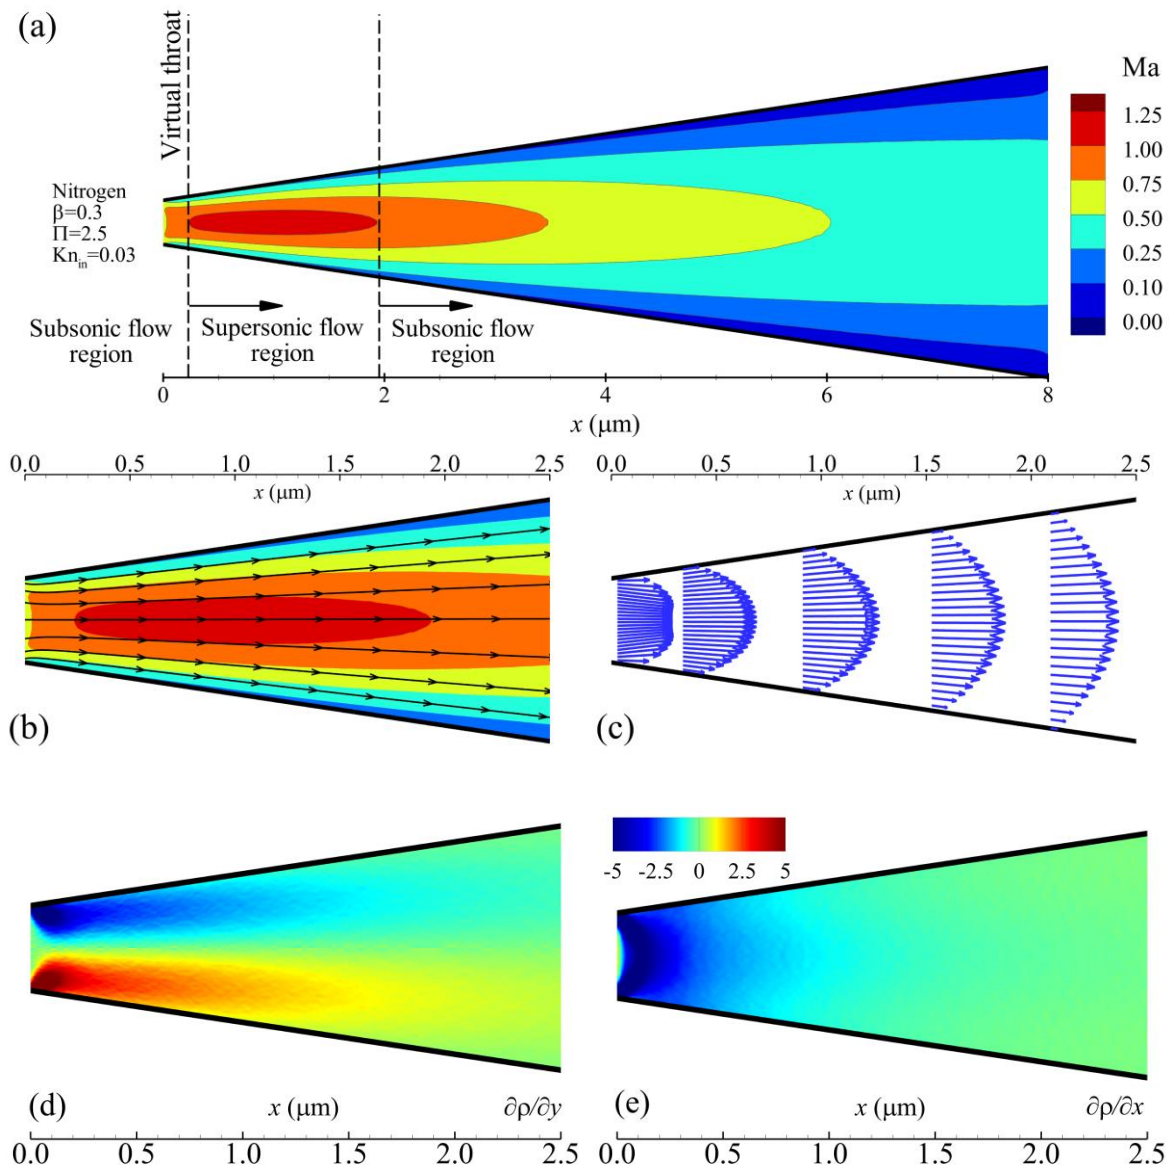 (a)
Virtual throat
Ma
1.25
1.00
0.75
0.50
0.25
0.10
0.00
Nitrogen
β=0.3
Π=2.5
Kn_in=0.03
Subsonic flow
region
Supersonic flow
region
Subsonic flow
region
0 2 4 6 8
x (μm)
0.0 0.5 1.0 1.5 2.0 2.5
x (μm)
(b)
0.0 0.5 1.0 1.5 2.0 2.5
x (μm)
(c)
(d)
x (μm)
∂ρ/∂y
0.0 0.5 1.0 1.5 2.0 2.5
-5 -2.5 0 2.5 5
(e)
x (μm)
∂ρ/∂x
0.0 0.5 1.0 1.5 2.0 2.5